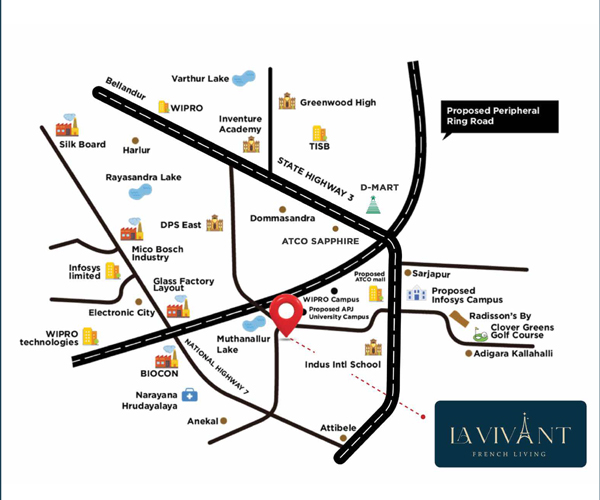 Varthur Lake
Bellandur
WIPRO
Greenwood High
Proposed Peripheral
Ring Road
Inventure
Academy
TISB
Silk Board
Harlur
STATE HIGHWAY 3
Rayasandra Lake
D-MART
DPS East
Dommasandra
ATCO SAPPHIRE
Mico Bosch
Industry
Infosys
limited
Glass Factory
Layout
Proposed
ATCO mall
Sarjapur
WIPRO Campus
Proposed
Infosys Campus
Electronic City
Proposed APJ
University Campus
Radisson's By
Clover Greens
Golf Course
WIPRO
technologies
Muthanallur
Lake
Adigara Kallahalli
BIOCON
NATIONAL HIGHWAY 7
Indus Intl School
Narayana
Hrudayalaya
Anekal
Attibele
LA VIVANT
FRENCH LIVING